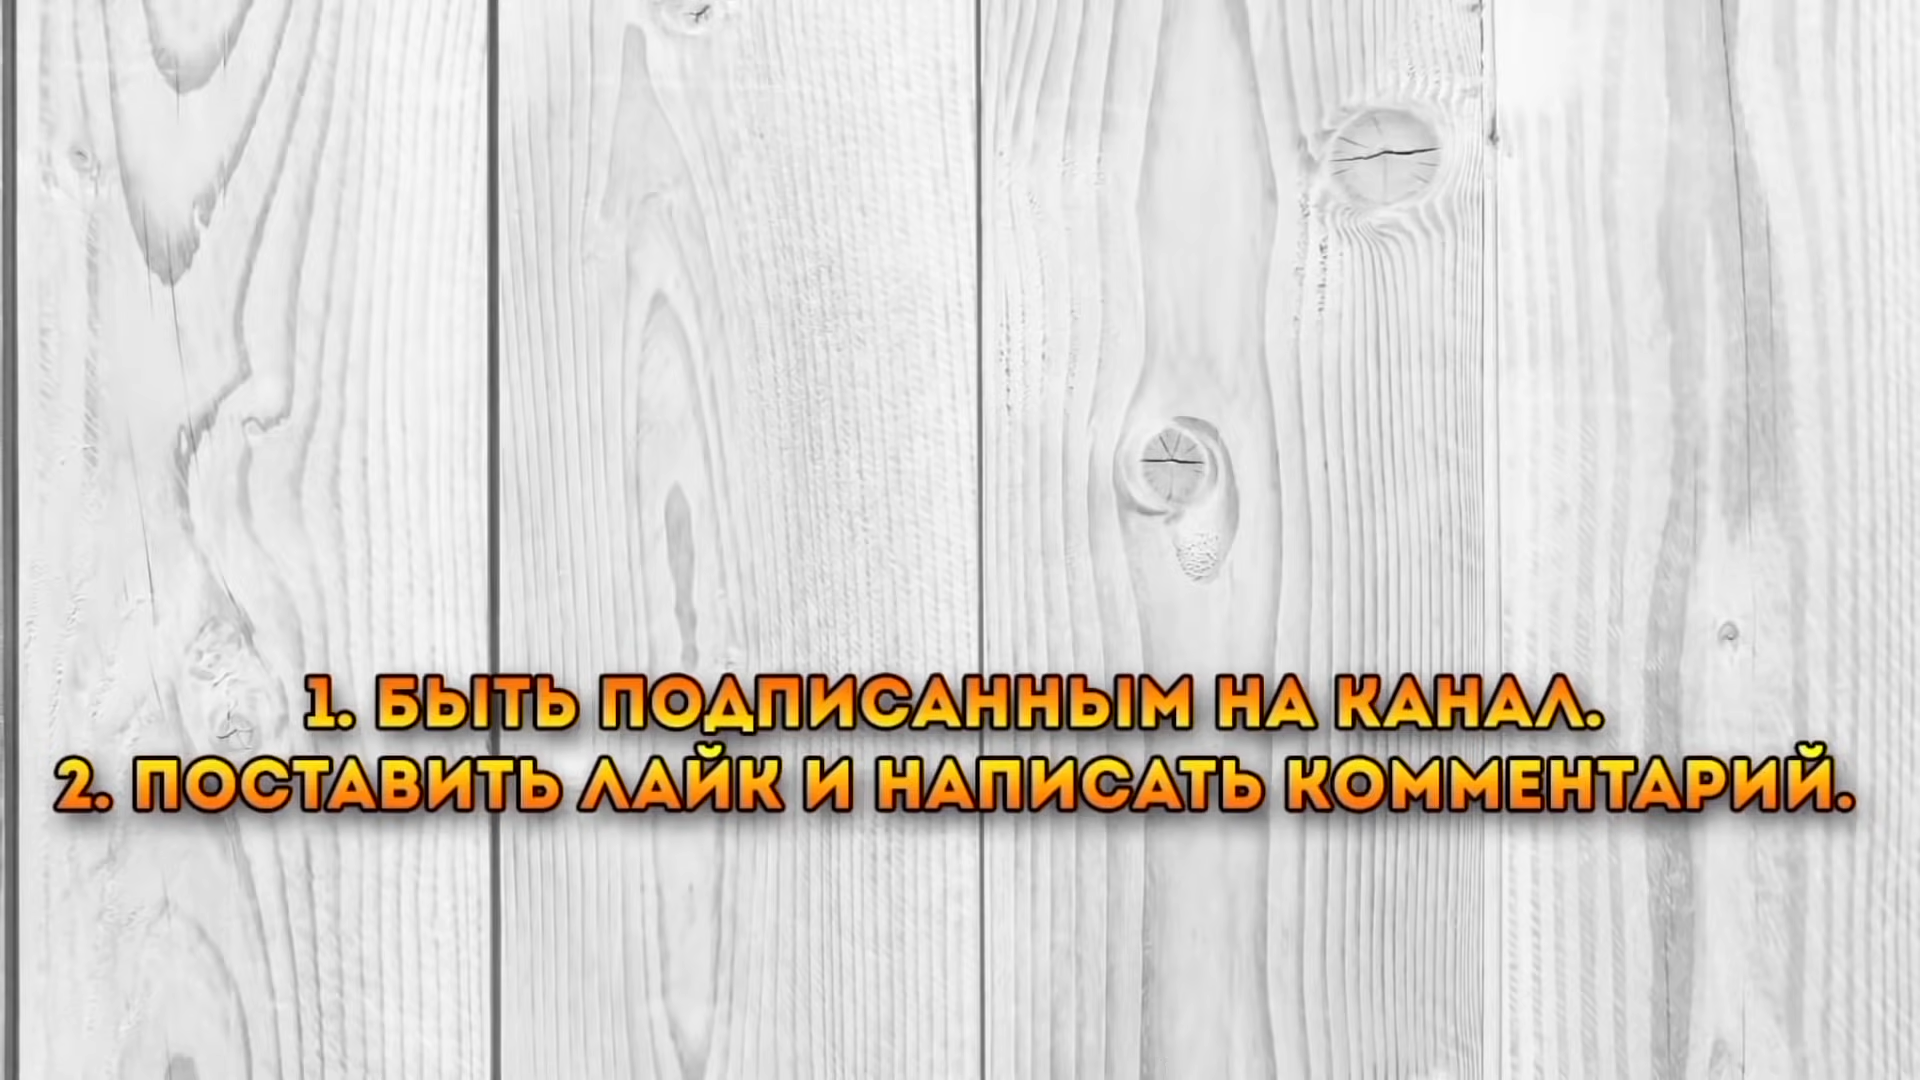 1. БЫТЬ ПОДПИСАННЫМ НА КАНАЛ.
2. ПОСТАВИТЬ ЛАЙК И НАПИСАТЬ КОММЕНТАРИЙ.